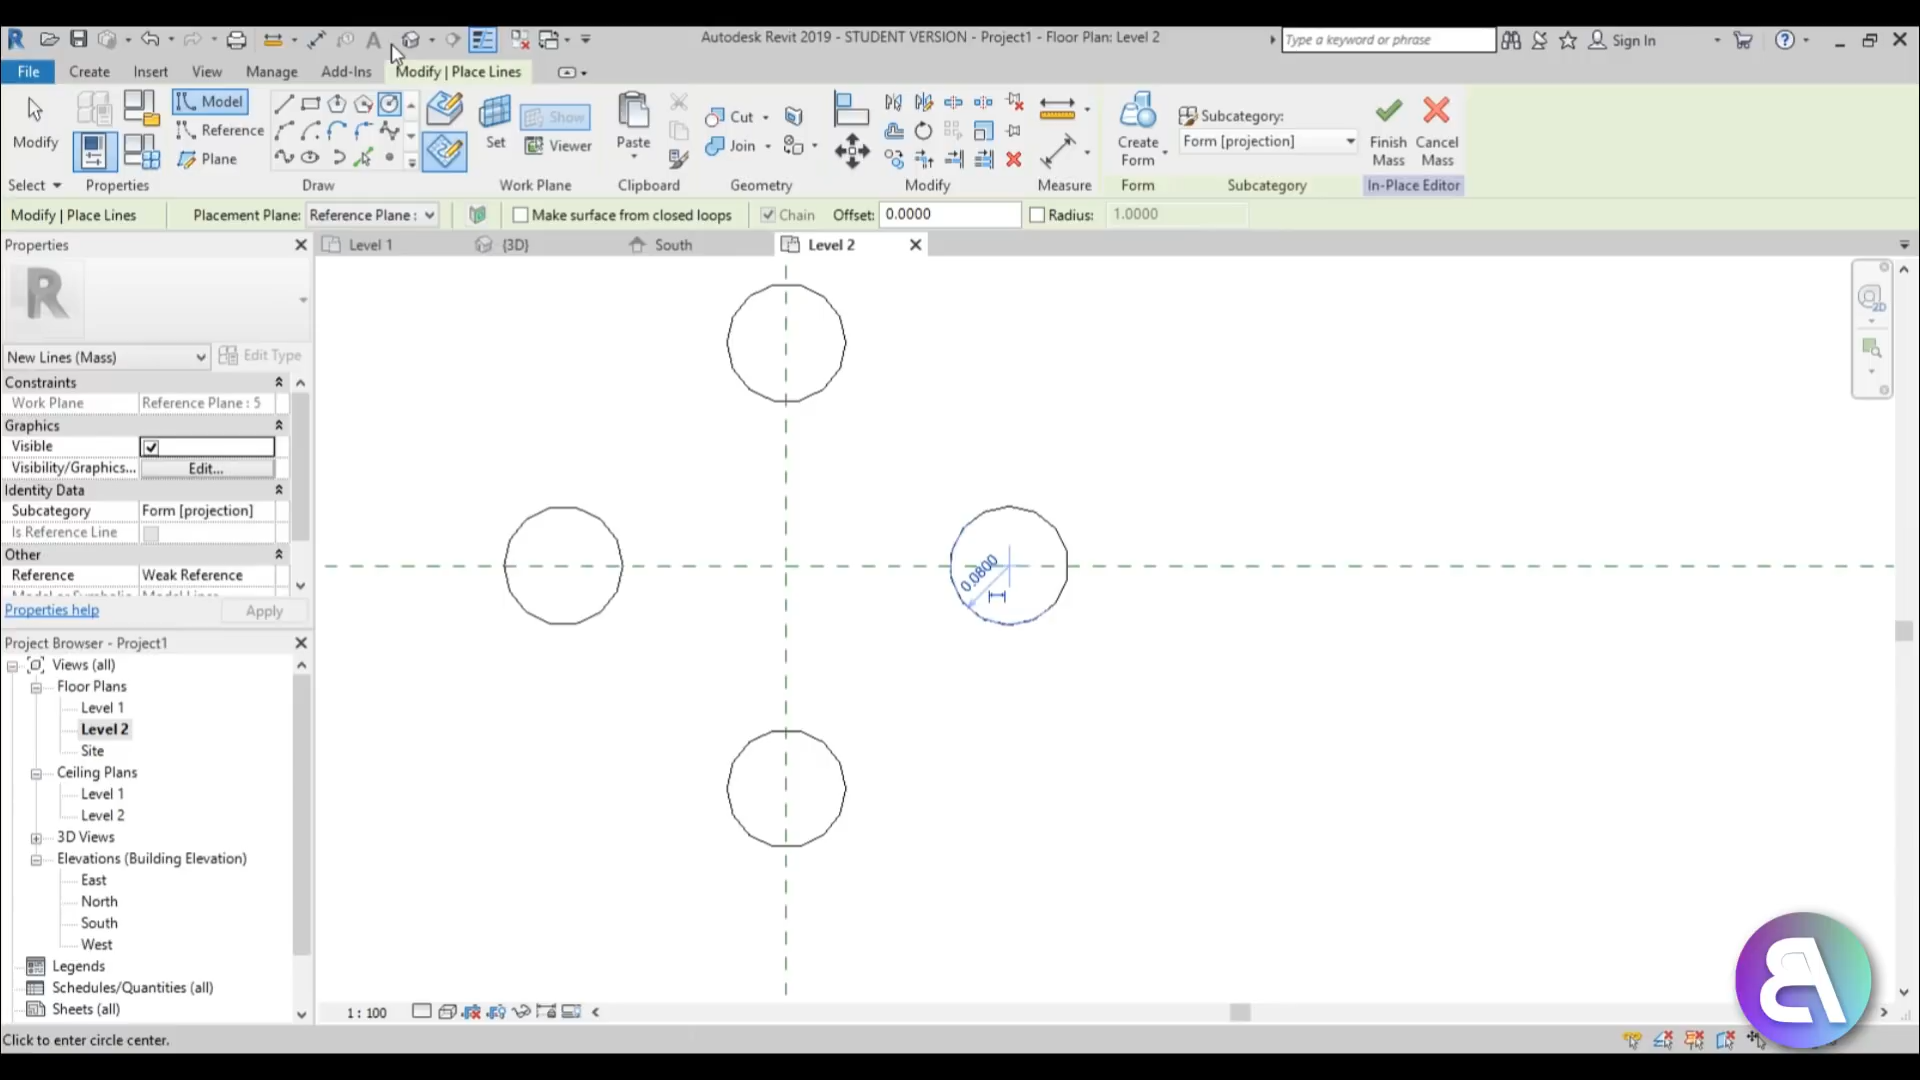 Autodesk Revit 2019 - STUDENT VERSION - Project1 - Floor Plan: Level 2
Type a keyword or phrase
Sign In
File Create Insert View Manage Add-Ins Modify | Place Lines
Modify
Model
Reference
Plane
Set
Show
Viewer
Paste
Cut
Join
Create Form
Subcategory:
Form [projection]
Finish Mass
Cancel Mass
Select Properties Draw Work Plane Clipboard Geometry Modify Measure Form Subcategory In-Place Editor
Modify | Place Lines Placement Plane: Reference Plane : Make surface from closed loops Chain Offset: 0.0000 Radius: 1.0000
Properties
Level 1 {3D} South Level 2
R
New Lines (Mass) Edit Type
Constraints
Work Plane Reference Plane : 5
Graphics
Visible
Visibility/Graphics... Edit...
Identity Data
Subcategory Form [projection]
Is Reference Line
Other
Reference Weak Reference
Properties help Apply
Project Browser - Project1
Views (all)
Floor Plans
Level 1
Level 2
Site
Ceiling Plans
Level 1
Level 2
3D Views
Elevations (Building Elevation)
East
North
South
West
Legends
Schedules/Quantities (all)
Sheets (all)
0.0800
2D
1 : 100
Click to enter circle center.